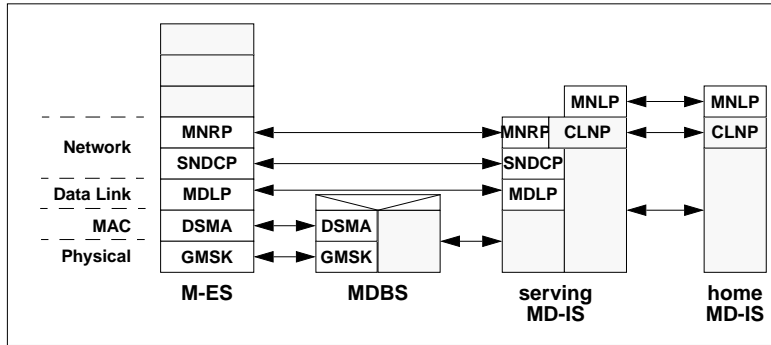 MNLP MNLP
Network MNRP MNRP CLNP CLNP
SNDCP SNDCP
Data Link MDLP MDLP
MAC DSMA DSMA
Physical GMSK GMSK
M-ES MDBS serving home
MD-IS MD-IS